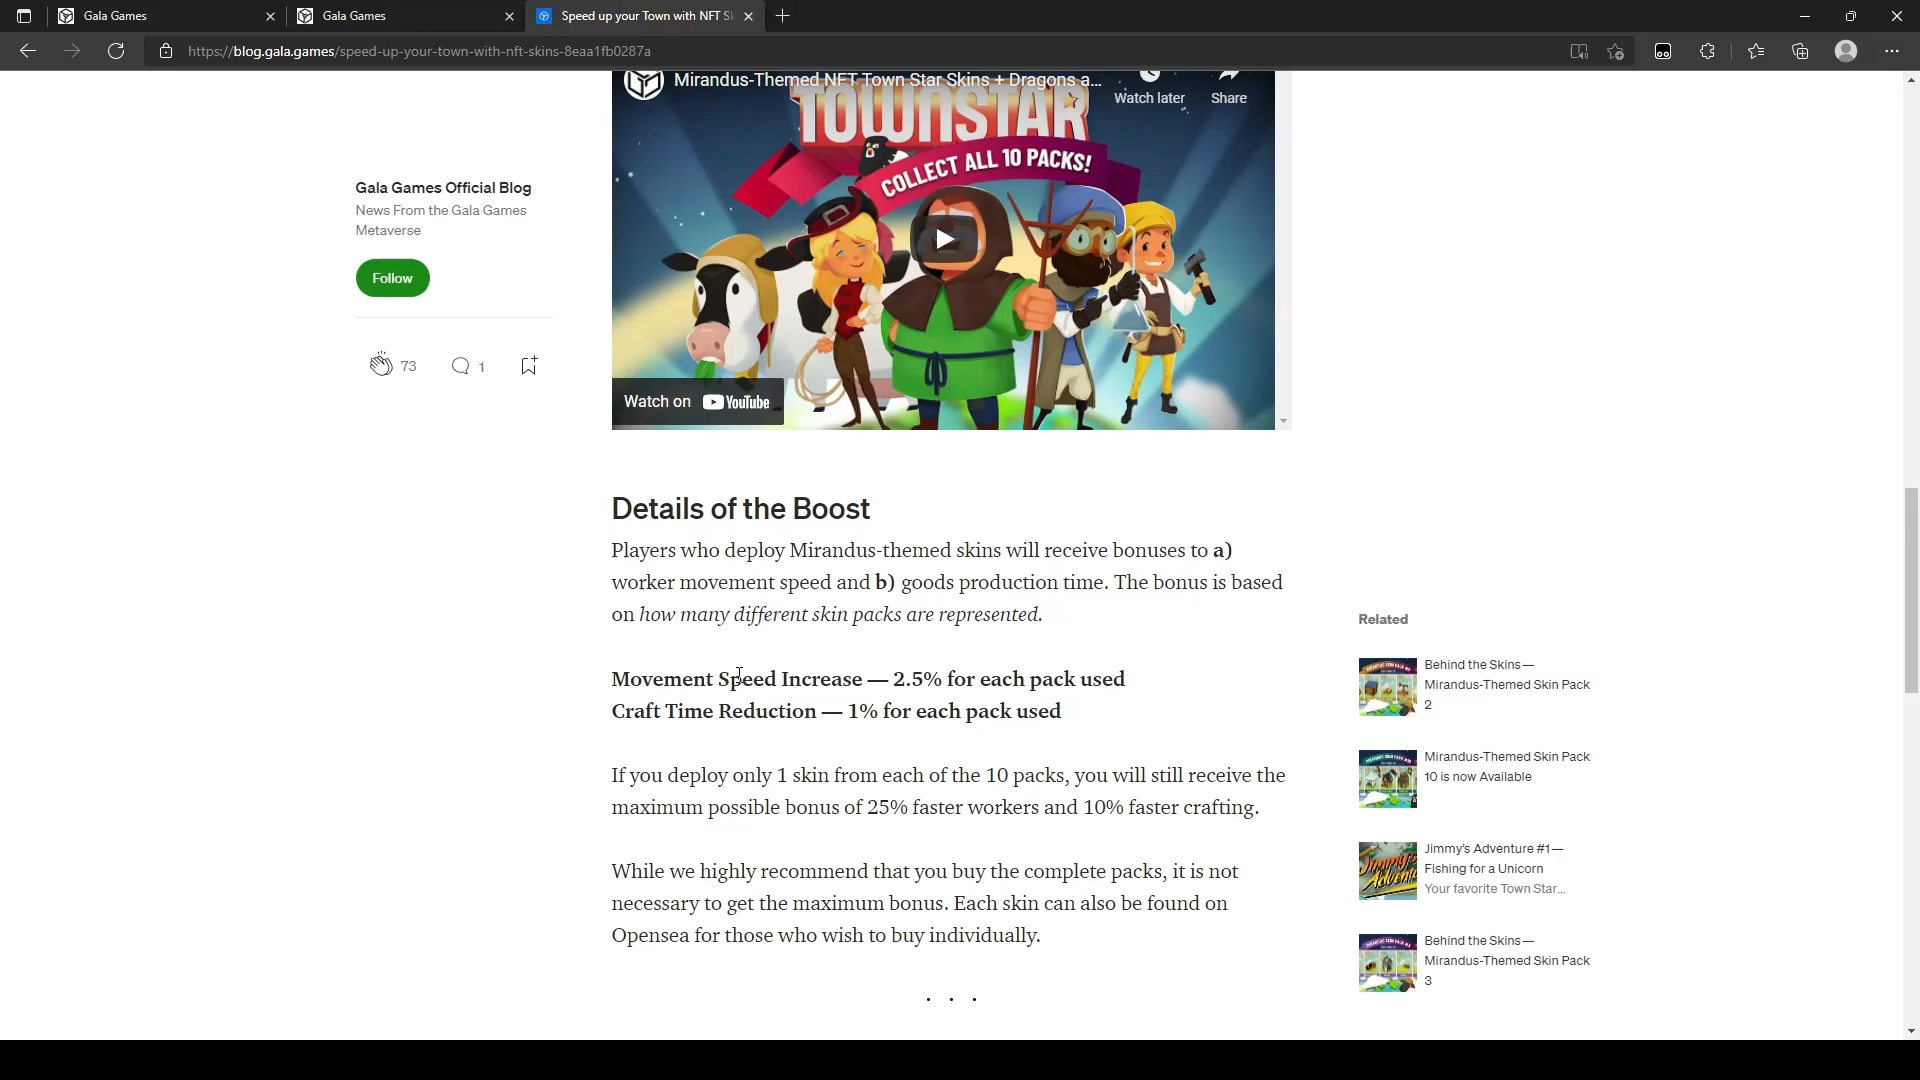 Gala Games
Gala Games
Speed up your Town with NFT Sk
https://blog.gala.games/speed-up-your-town-with-nft-skins-8eaa1fb0287a
Mirandus-Themed NFT Town Star Skins + Dragons a...
Watch later
Share
TOWNSTAR
COLLECT ALL 10 PACKS!
Watch on YouTube
Gala Games Official Blog
News From the Gala Games
Metaverse
Follow
73
1
Details of the Boost
Players who deploy Mirandus-themed skins will receive bonuses to a)
worker movement speed and b) goods production time. The bonus is based
on how many different skin packs are represented.
Movement Speed Increase — 2.5% for each pack used
Craft Time Reduction — 1% for each pack used
If you deploy only 1 skin from each of the 10 packs, you will still receive the
maximum possible bonus of 25% faster workers and 10% faster crafting.
While we highly recommend that you buy the complete packs, it is not
necessary to get the maximum bonus. Each skin can also be found on
Opensea for those who wish to buy individually.
. . .
Related
Behind the Skins—
Mirandus-Themed Skin Pack
2
Mirandus-Themed Skin Pack
10 is now Available
Jimmy's Adventure #1—
Fishing for a Unicorn
Your favorite Town Star...
Behind the Skins—
Mirandus-Themed Skin Pack
3